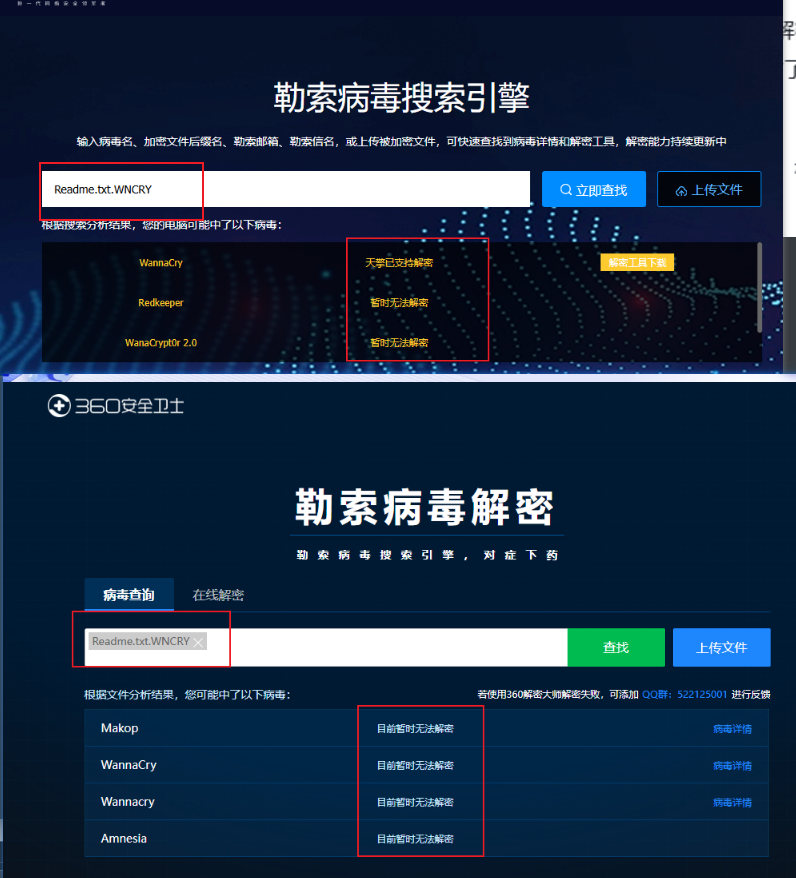 新一代网络安全领军者
勒索病毒搜索引擎
输入病毒名、加密文件后缀名、勒索邮箱、勒索信名，或上传被加密文件，可快速查找到病毒详情和解密工具，解密能力持续更新中
Readme.txt.WNCRY 立即查找 上传文件
根据搜索分析结果，您的电脑可能中了以下病毒：
WannaCry 天擎已支持解密 解密工具下载
Redkeeper 暂时无法解密
WanaCrypt0r 2.0 暂时无法解密
360安全卫士
勒索病毒解密
勒索病毒搜索引擎，对症下药
病毒查询 在线解密
Readme.txt.WNCRY 查找 上传文件
根据文件分析结果，您可能中了以下病毒： 若使用360解密大师解密失败，可添加 QQ群：522125001 进行反馈
Makop 目前暂时无法解密 病毒详情
WannaCry 目前暂时无法解密 病毒详情
Wannacry 目前暂时无法解密 病毒详情
Amnesia 目前暂时无法解密